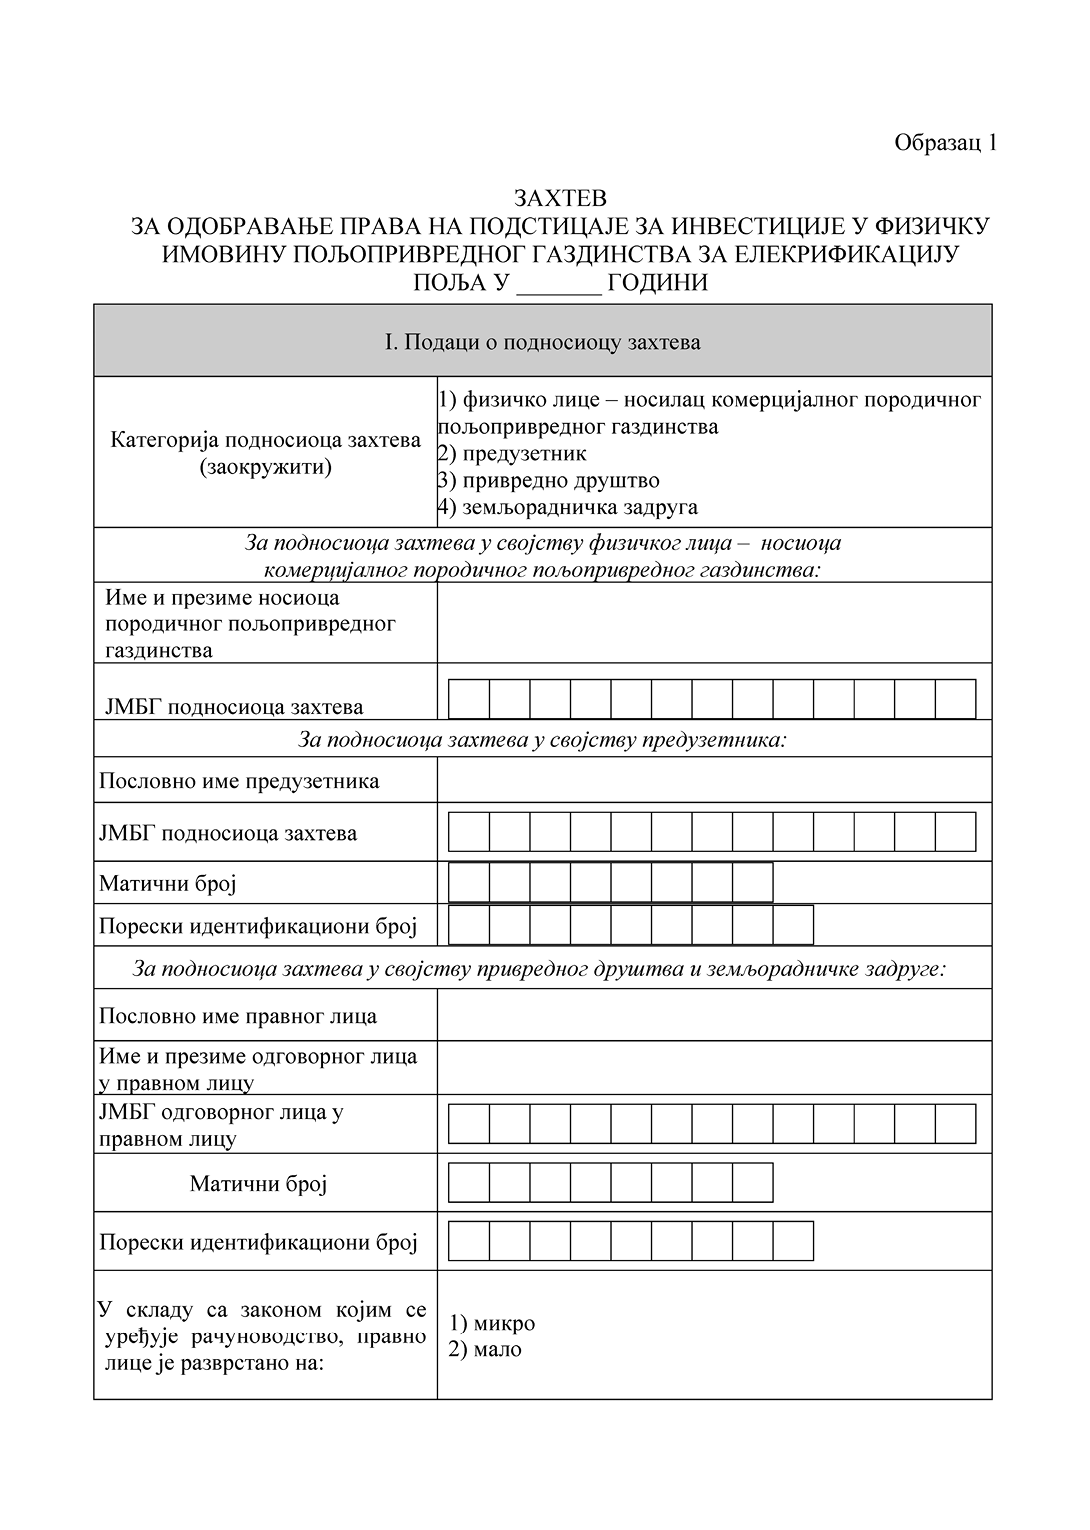 Образац 1
ЗАХТЕВ
ЗА ОДОБРАВАЊЕ ПРАВА НА ПОДСТИЦАЈЕ ЗА ИНВЕСТИЦИЈЕ У ФИЗИЧКУ
ИМОВИНУ ПОЉОПРИВРЕДНОГ ГАЗДИНСТВА ЗА ЕЛЕКРИФИКАЦИЈУ
ПОЉА У _______ ГОДИНИ
I. Подаци о подносиоцу захтева
Категорија подносиоца захтева
(заокружити)
1) физичко лице – носилац комерцијалног породичног
пољопривредног газдинства
2) предузетник
3) привредно друштво
4) земљорадничка задруга
За подносиоца захтева у својству физичког лица – носиоца
комерцијалног породичног пољопривредног газдинства:
Име и презиме носиоца
породичног пољопривредног
газдинства
ЈМБГ подносиоца захтева
За подносиоца захтева у својству предузетника:
Пословно име предузетника
ЈМБГ подносиоца захтева
Матични број
Порески идентификациони број
За подносиоца захтева у својству привредног друштва и земљорадничке задруге:
Пословно име правног лица
Име и презиме одговорног лица
у правном лицу
ЈМБГ одговорног лица у
правном лицу
Матични број
Порески идентификациони број
У складу са законом којим се
уређује рачуноводство, правно
лице је разврстано на:
1) микро
2) мало